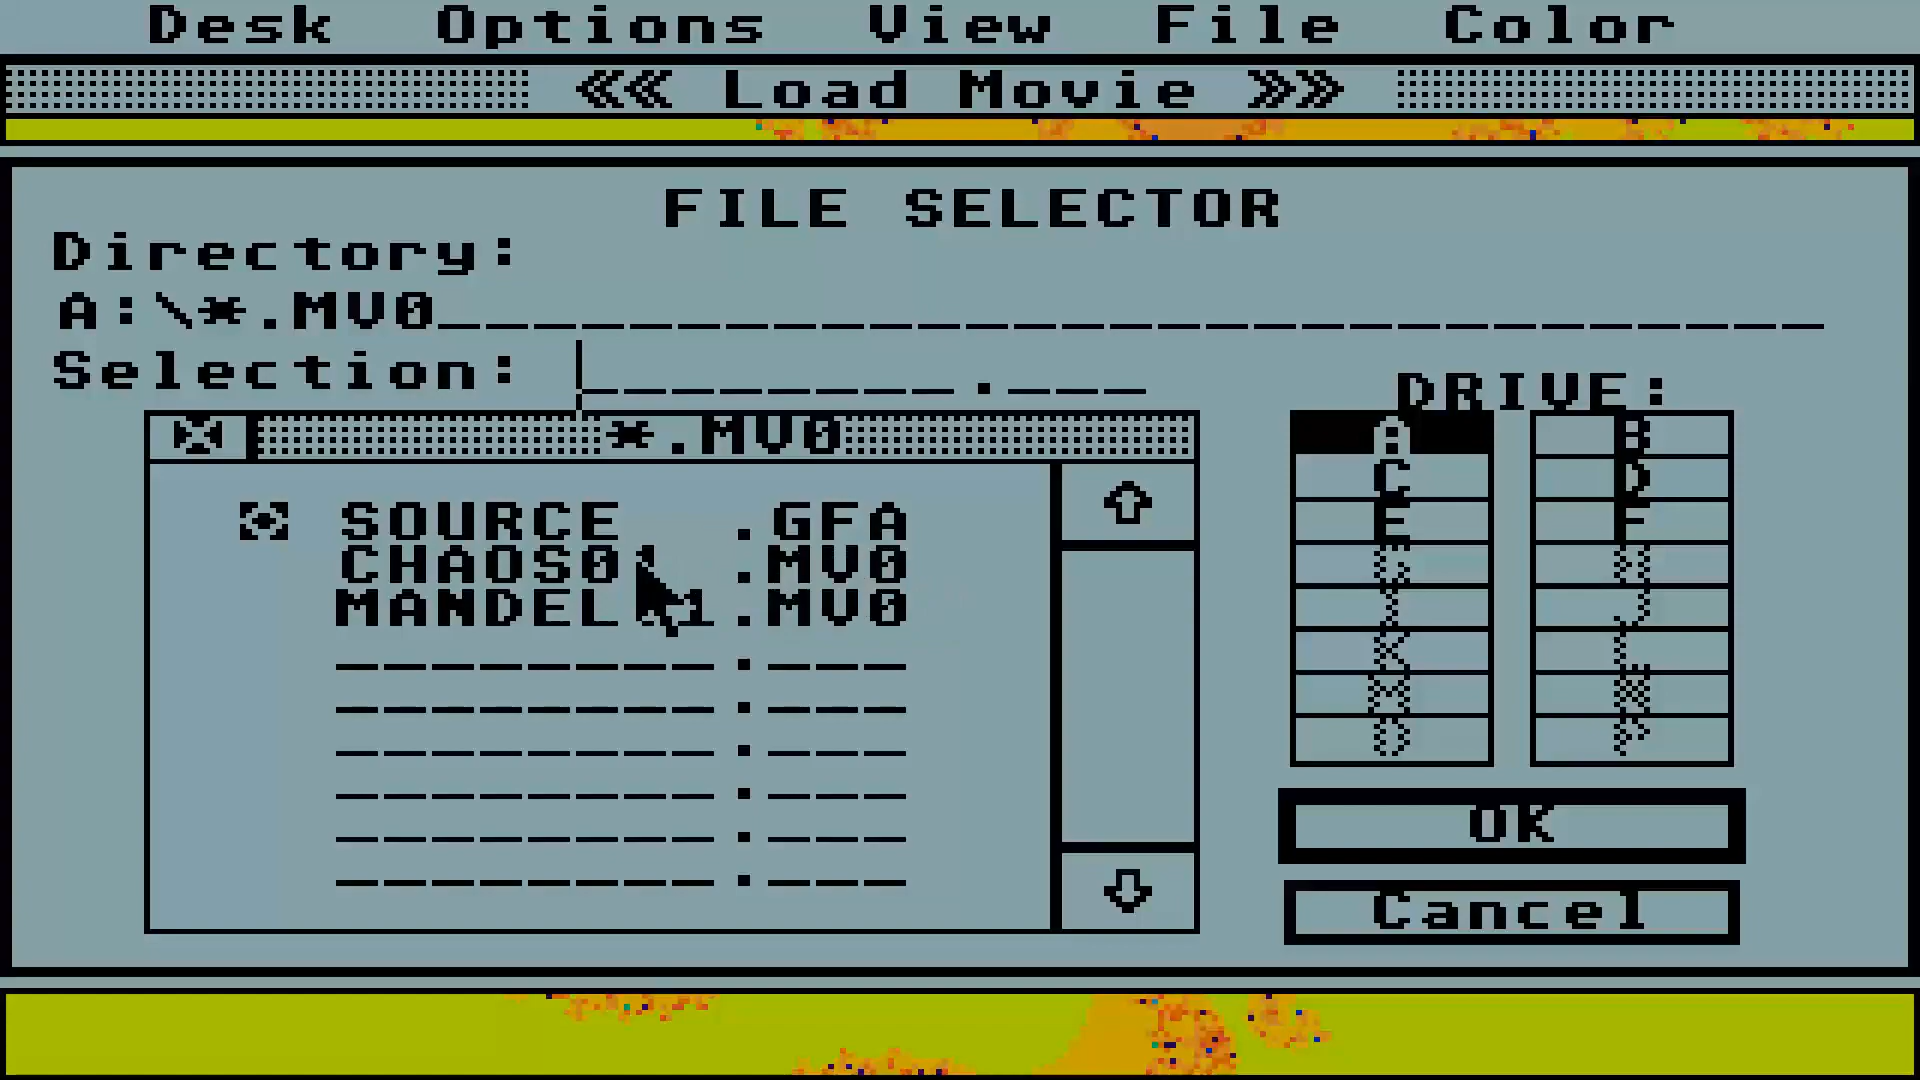 Desk Options View File Color
Load Movie
FILE SELECTOR
Directory:
A:\*.MV0
Selection:
DRIVE:
*.MV0
A: B
C D
E F
G H
I J
K L
M N
O P
SOURCE .GFA
.MV0
.MV0
OK
Cancel